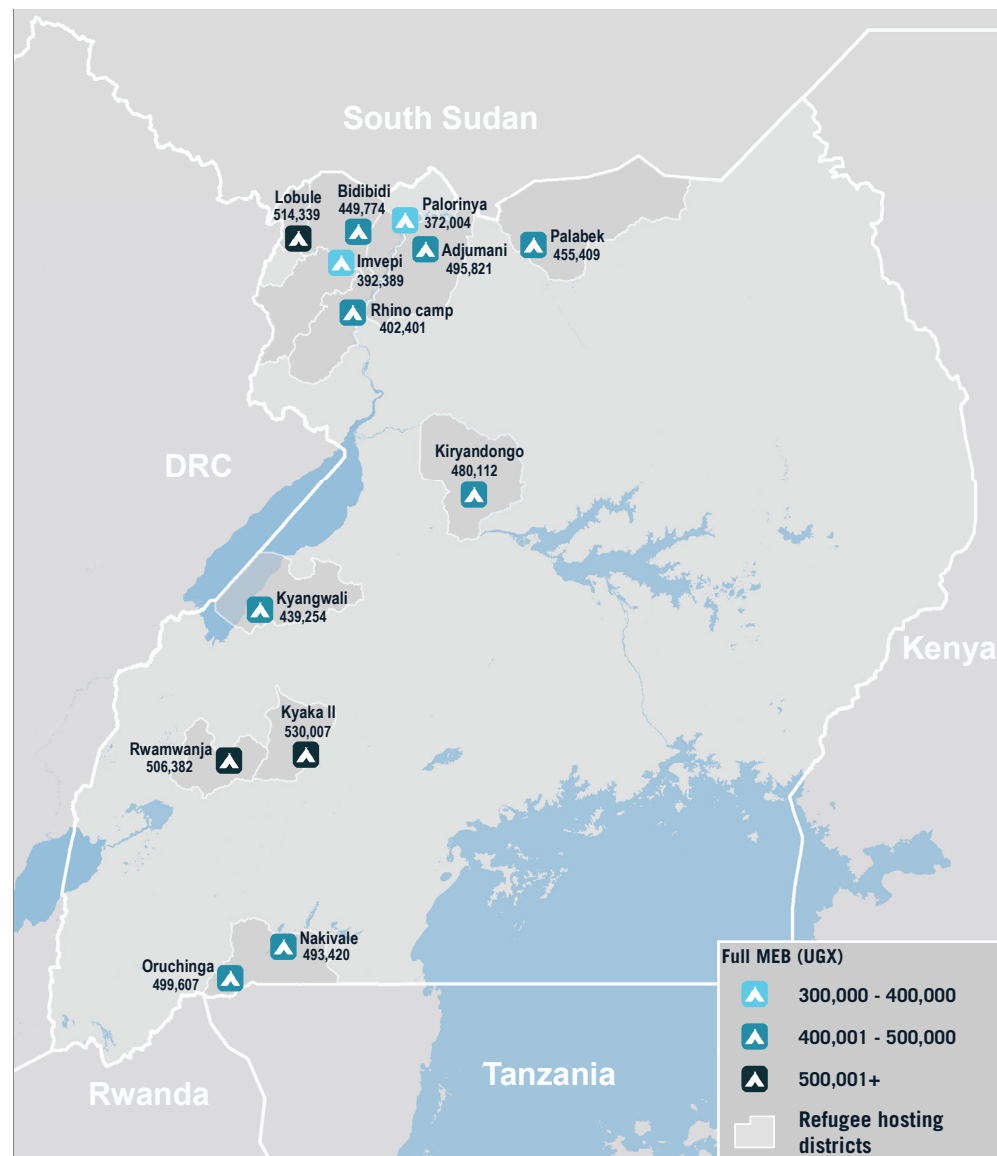 South Sudan
Lobule
514,339
Bidibidi
449,774
Palorinya
372,004
Adjumani
495,821
Palabek
455,409
Imvepi
392,389
Rhino camp
402,401
DRC
Kiryandongo
480,112
Kyangwali
439,254
Kenya
Kyaka II
530,007
Rwamwanja
506,382
Nakivale
493,420
Oruchinga
499,607
Rwanda
Tanzania
Full MEB (UGX)
300,000 - 400,000
400,001 - 500,000
500,001+
Refugee hosting
districts